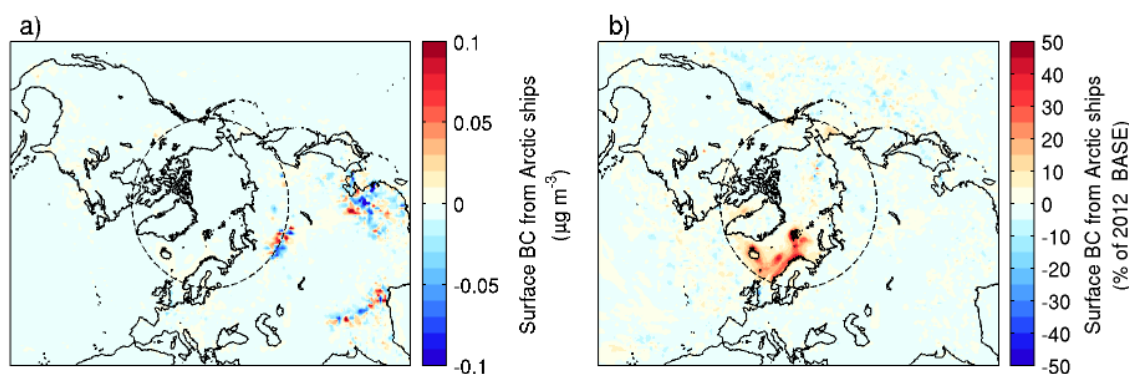 a)
0.1
0.05
0
-0.05
-0.1
Surface BC from Arctic ships
(µg m-3)
b)
50
40
30
20
10
0
-10
-20
-30
-40
-50
Surface BC from Arctic ships
(% of 2012 BASE)